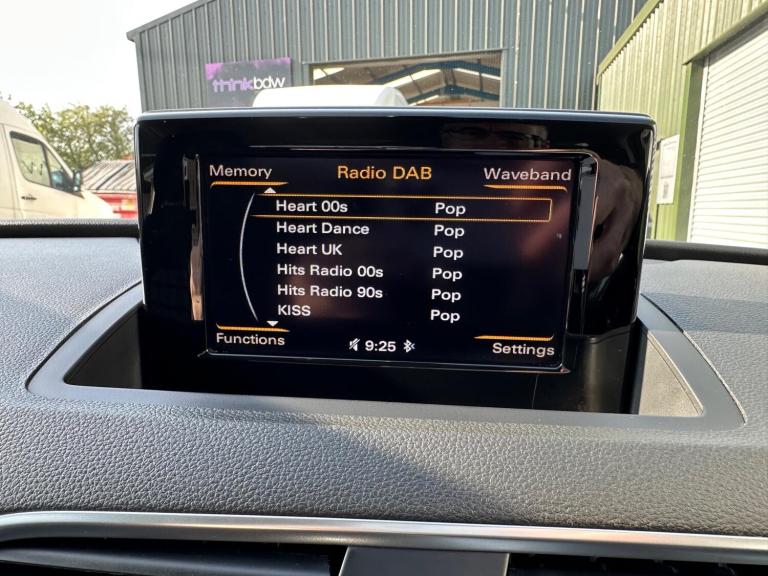 thinkbdw
Memory Radio DAB Waveband
Heart 00s Pop
Heart Dance Pop
Heart UK Pop
Hits Radio 00s Pop
Hits Radio 90s Pop
KISS Pop
Functions 9:25 Settings